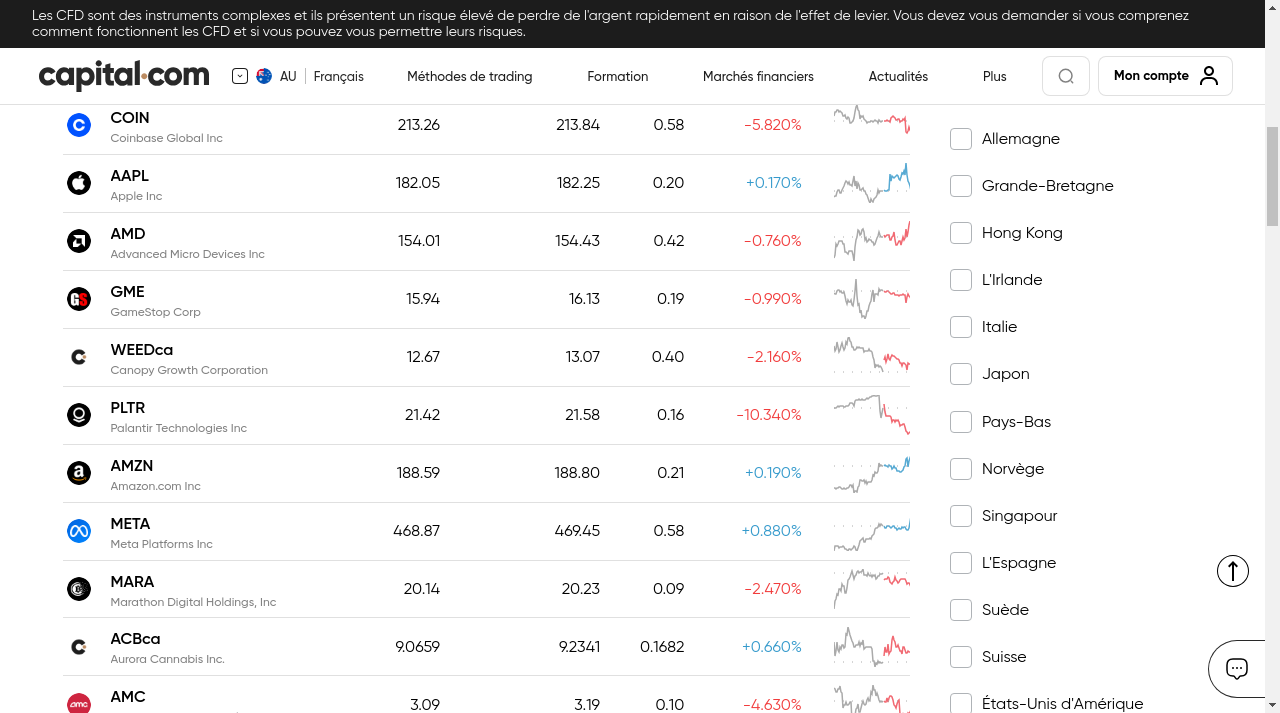 Les CFD sont des instruments complexes et ils présentent un risque élevé de perdre de l'argent rapidement en raison de l'effet de levier. Vous devez vous demander si vous comprenez
comment fonctionnent les CFD et si vous pouvez vous permettre leurs risques.
capital.com AU Français Méthodes de trading Formation Marchés financiers Actualités Plus Mon compte
COIN 213.26 213.84 0.58 -5.820%
Coinbase Global Inc
AAPL 182.05 182.25 0.20 +0.170%
Apple Inc
AMD 154.01 154.43 0.42 -0.760%
Advanced Micro Devices Inc
GME 15.94 16.13 0.19 -0.990%
GameStop Corp
WEEDca 12.67 13.07 0.40 -2.160%
Canopy Growth Corporation
PLTR 21.42 21.58 0.16 -10.340%
Palantir Technologies Inc
AMZN 188.59 188.80 0.21 +0.190%
Amazon.com Inc
META 468.87 469.45 0.58 +0.880%
Meta Platforms Inc
MARA 20.14 20.23 0.09 -2.470%
Marathon Digital Holdings, Inc
ACBca 9.0659 9.2341 0.1682 +0.660%
Aurora Cannabis Inc.
AMC 3.09 3.19 0.10 -4.630%
Allemagne
Grande-Bretagne
Hong Kong
L'Irlande
Italie
Japon
Pays-Bas
Norvège
Singapour
L'Espagne
Suède
Suisse
États-Unis d'Amérique